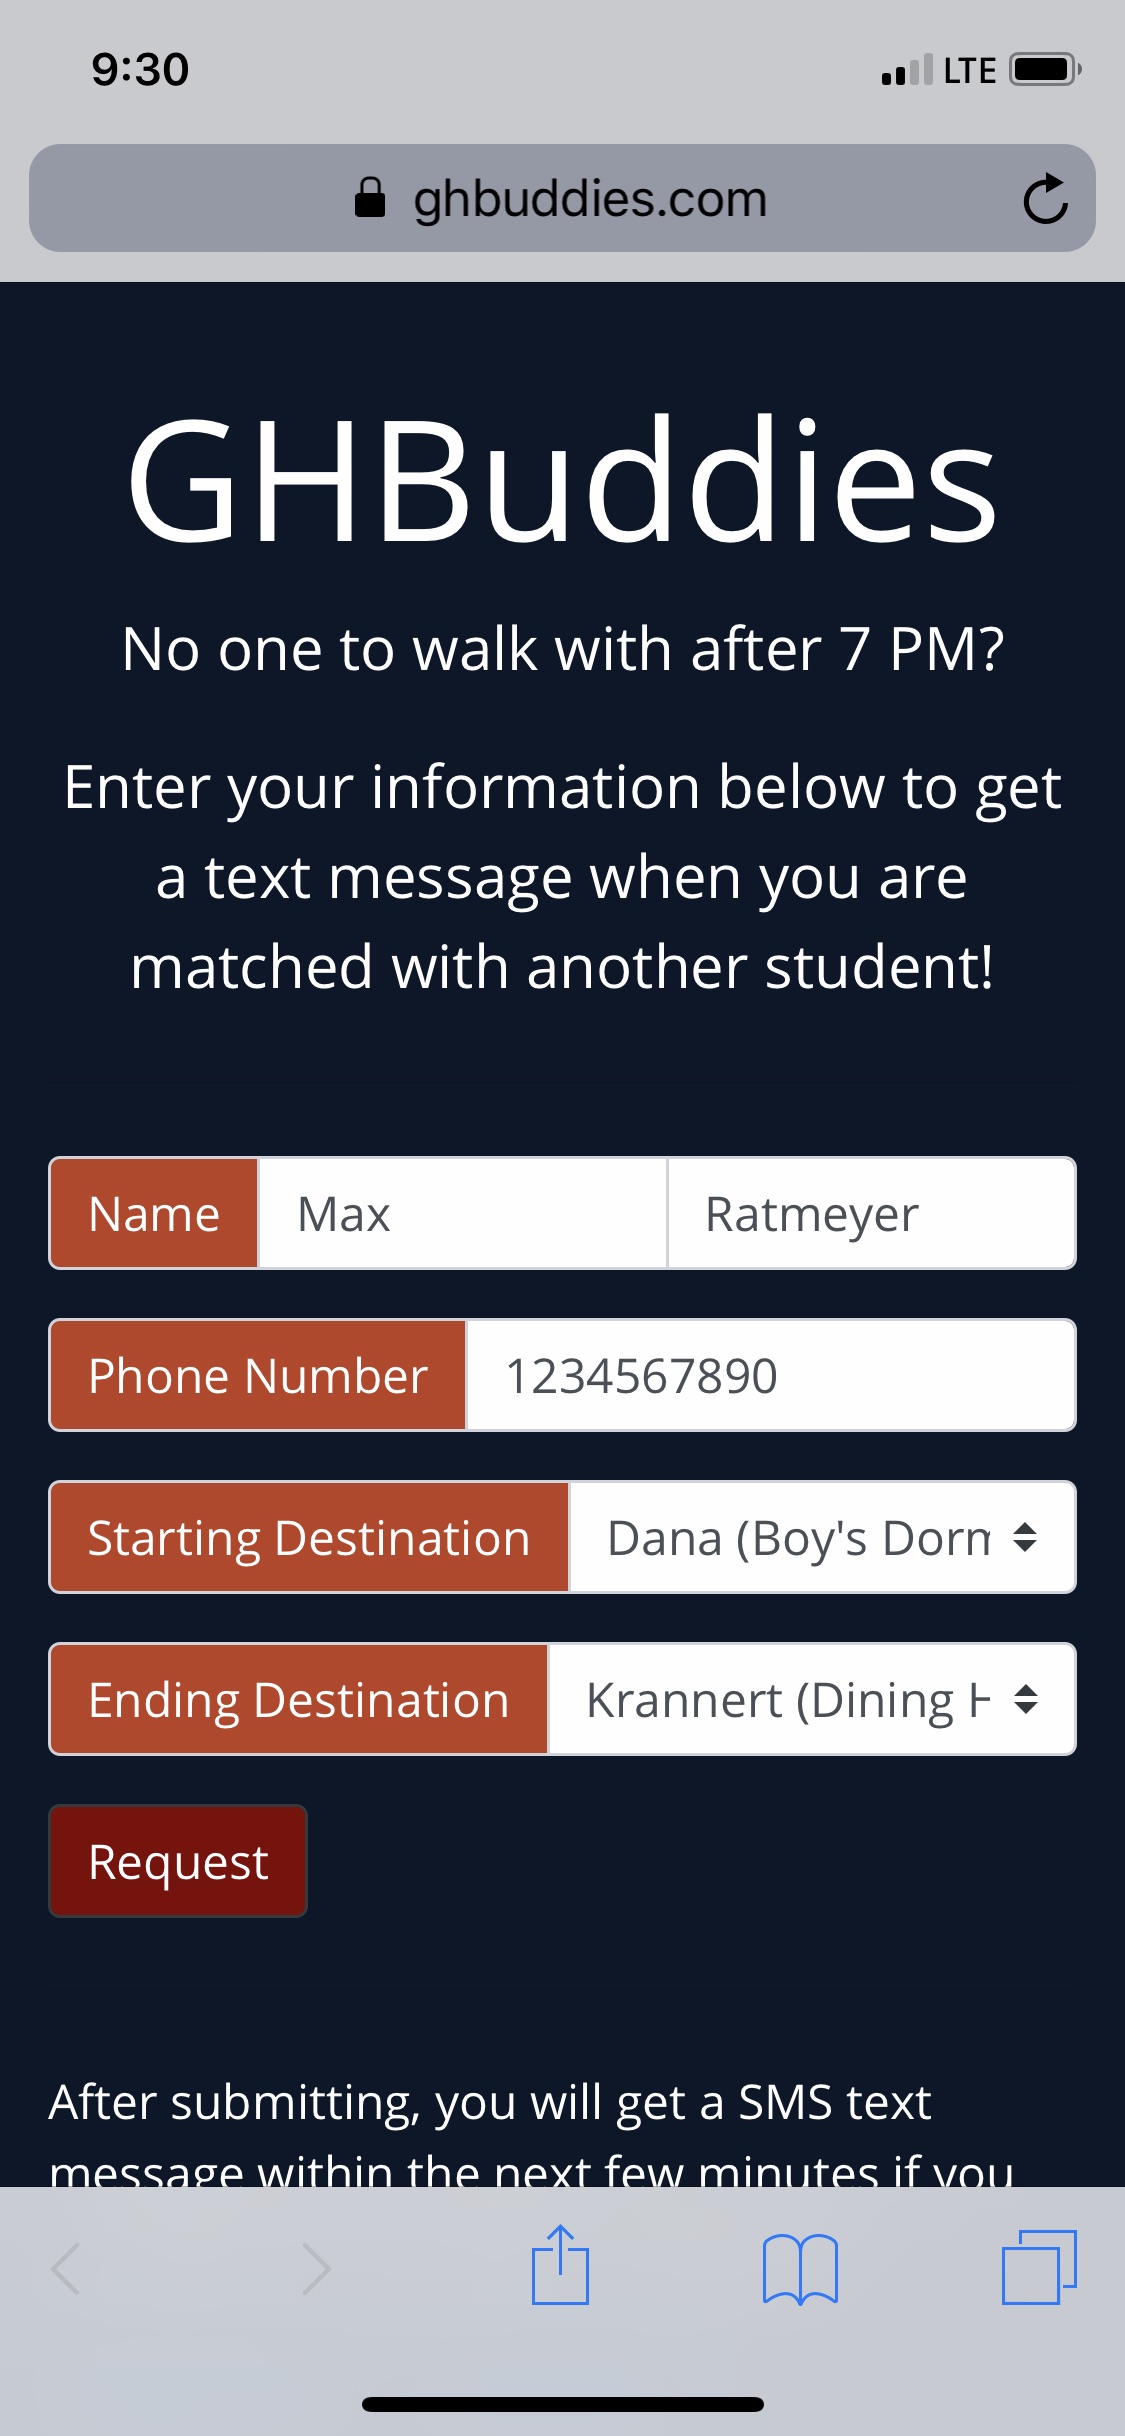 9:30
LTE
ghbuddies.com
GHBuddies
No one to walk with after 7 PM?
Enter your information below to get
a text message when you are
matched with another student!
Name Max Ratmeyer
Phone Number 1234567890
Starting Destination Dana (Boy's Dorm
Ending Destination Krannert (Dining H
Request
After submitting, you will get a SMS text
message within the next few minutes if you